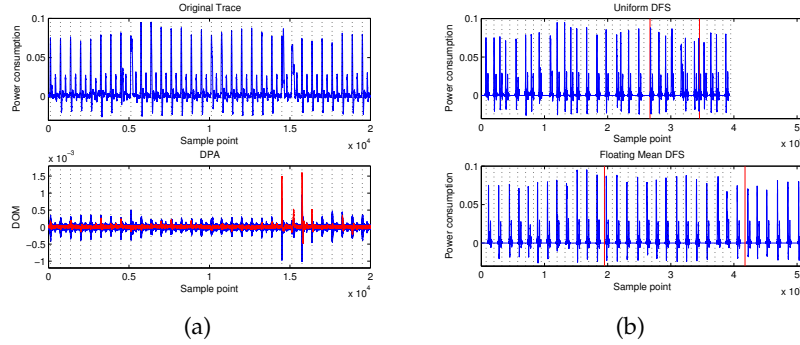 Original Trace
Power consumption
0.1
0.05
0
0 0.5 1 1.5 2
Sample point
x 10^4
DPA
x 10^-3
DOM
1.5
1
0.5
0
-0.5
-1
0 0.5 1 1.5 2
Sample point
x 10^4
(a)
Uniform DFS
Power consumption
0.1
0.05
0
0 1 2 3 4 5
Sample point
x 10
Floating Mean DFS
Power consumption
0.1
0.05
0
0 1 2 3 4 5
Sample point
x 10
(b)